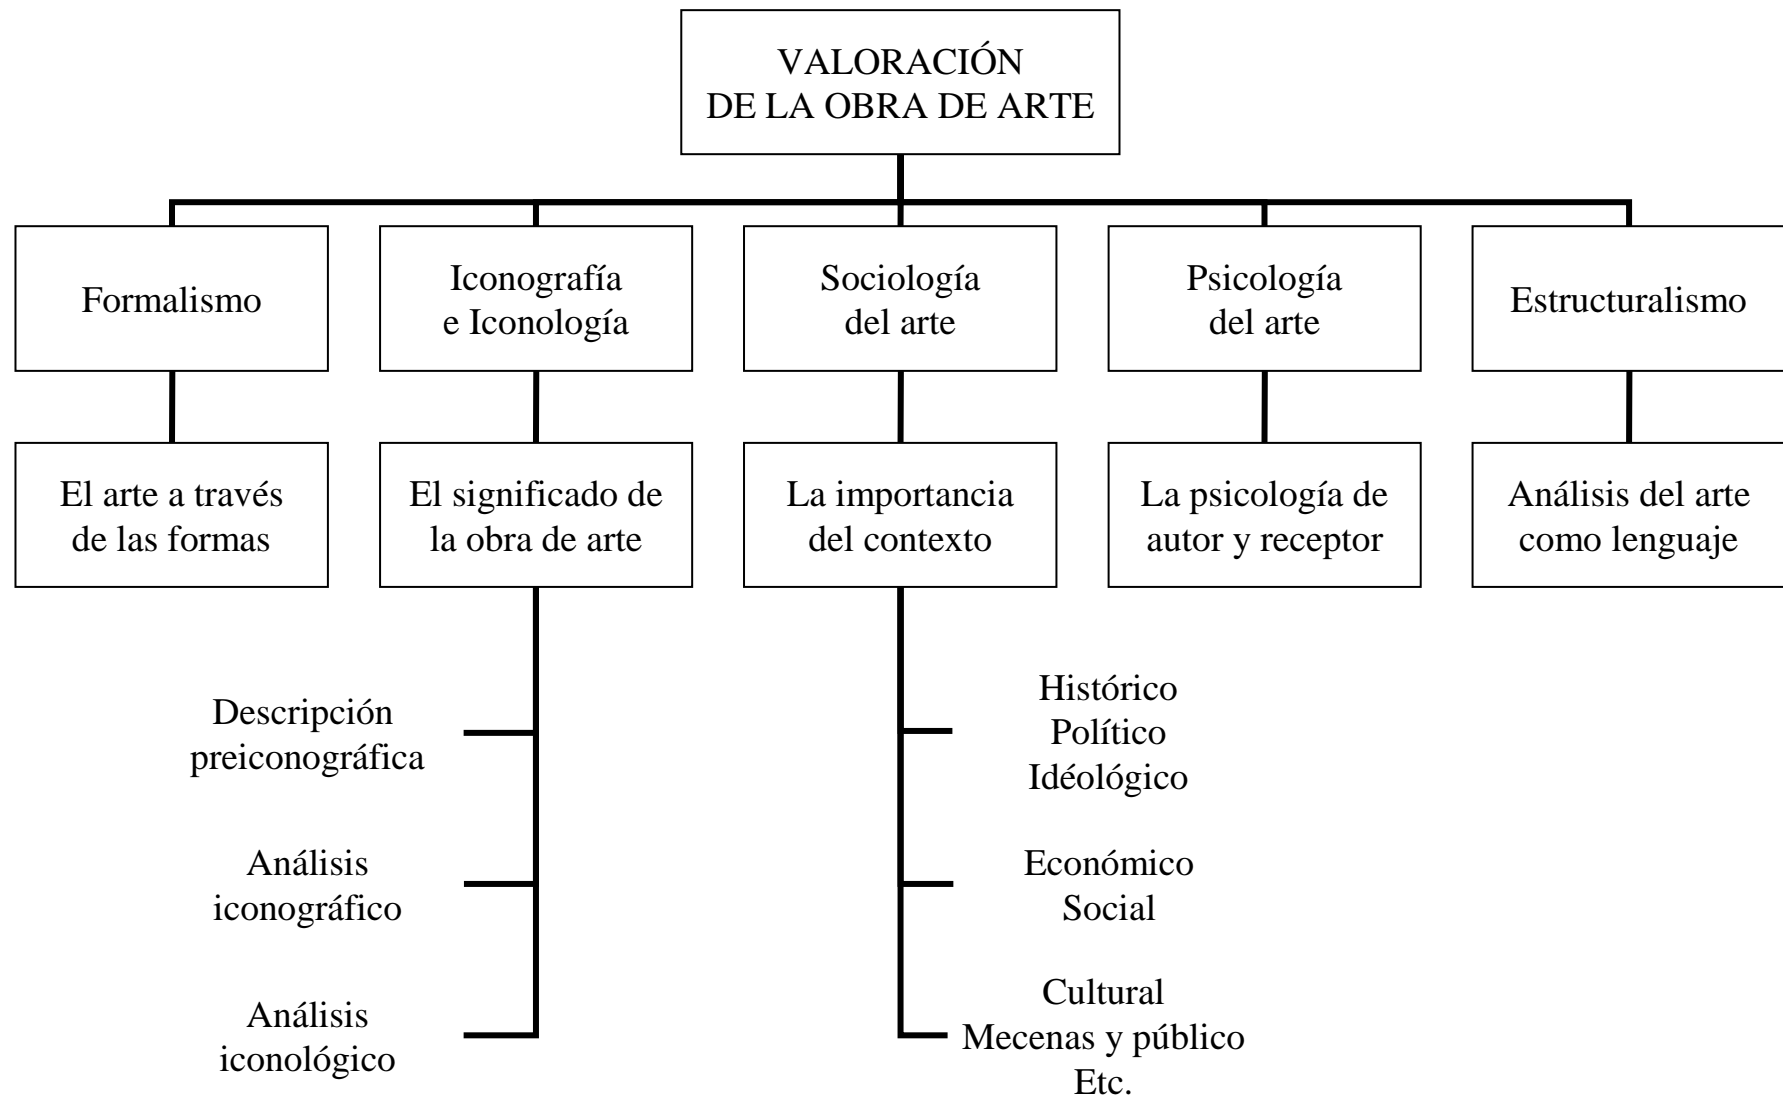 VALORACIÓN
DE LA OBRA DE ARTE
Formalismo
Iconografía
e Iconología
Sociología
del arte
Psicología
del arte
Estructuralismo
El arte a través
de las formas
El significado de
la obra de arte
La importancia
del contexto
La psicología de
autor y receptor
Análisis del arte
como lenguaje
Descripción
preiconográfica
Análisis
iconográfico
Análisis
iconológico
Histórico
Político
Idéológico
Económico
Social
Cultural
Mecenas y público
Etc.